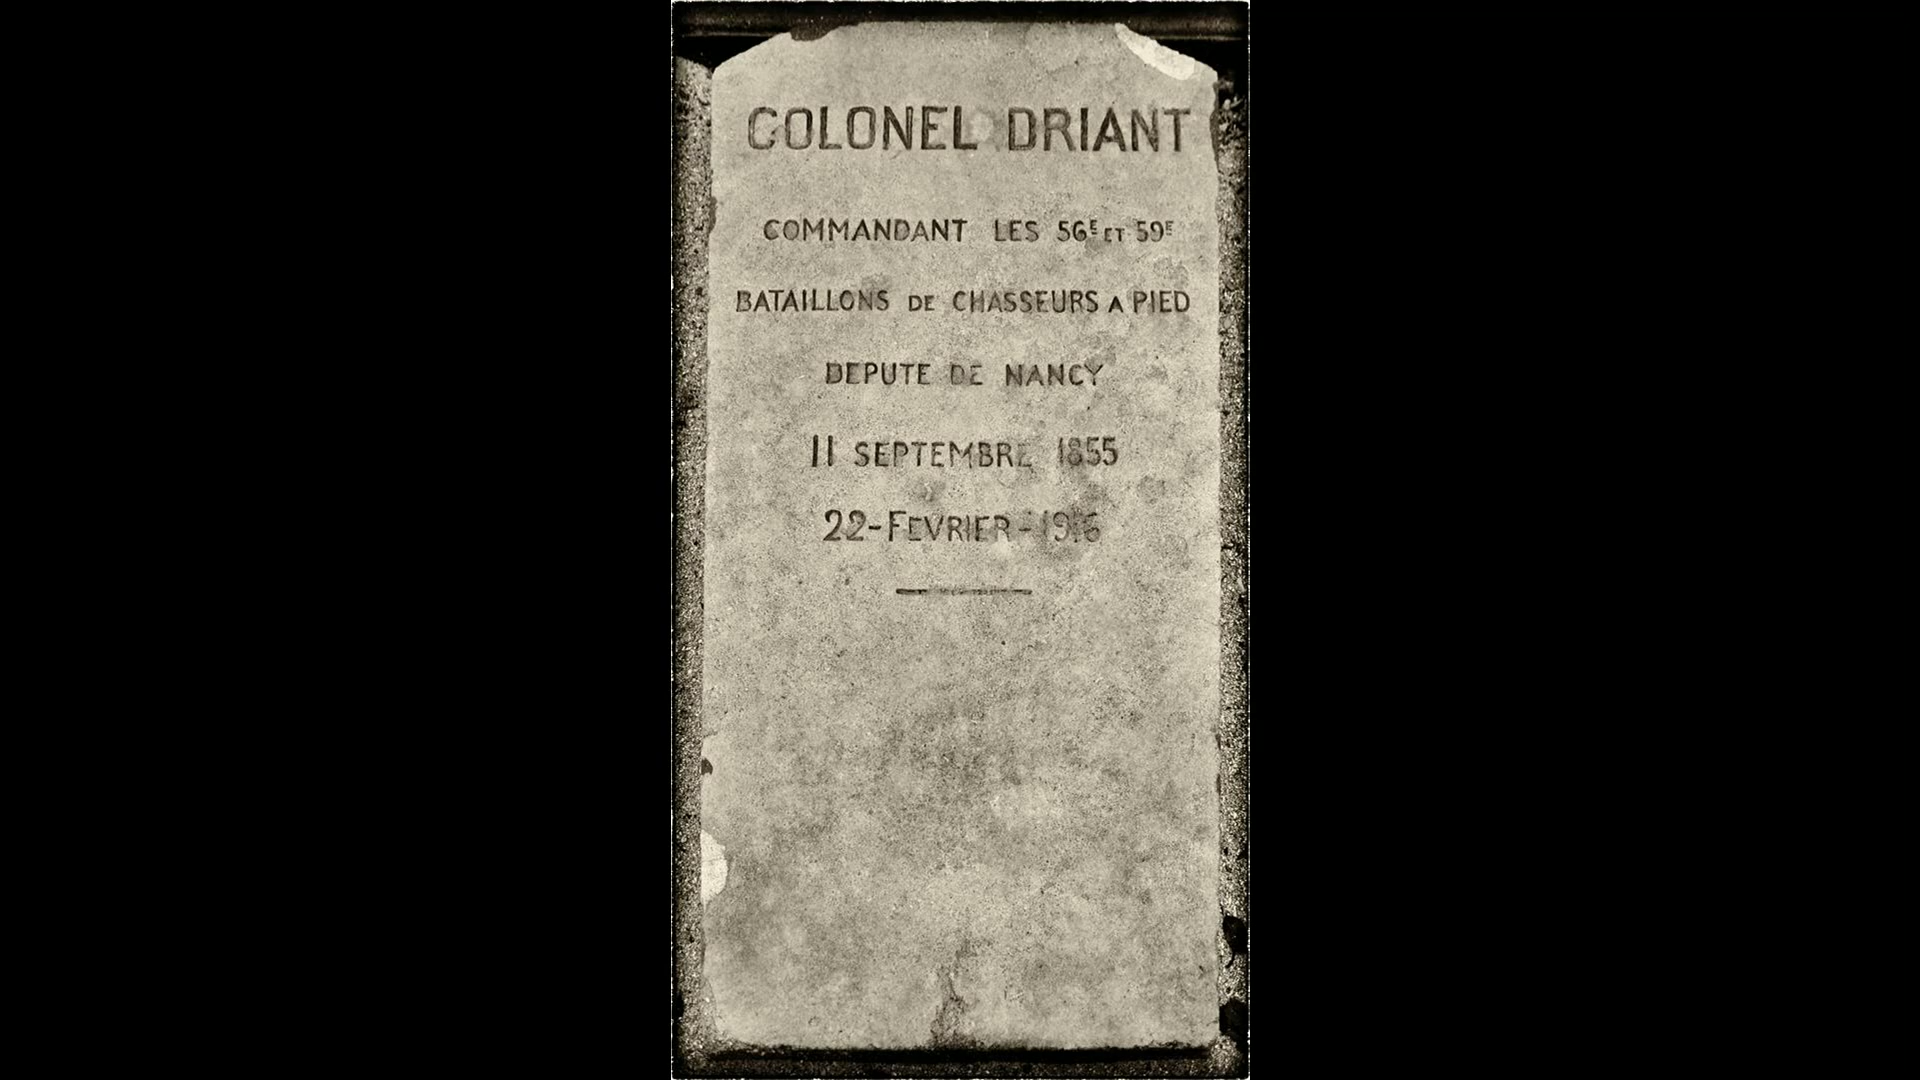 COLONEL DRIANT
COMMANDANT LES 56E ET 59E
BATAILLONS DE CHASSEURS A PIED
DEPUTE DE NANCY
11 SEPTEMBRE 1855
22-FEVRIER-1916